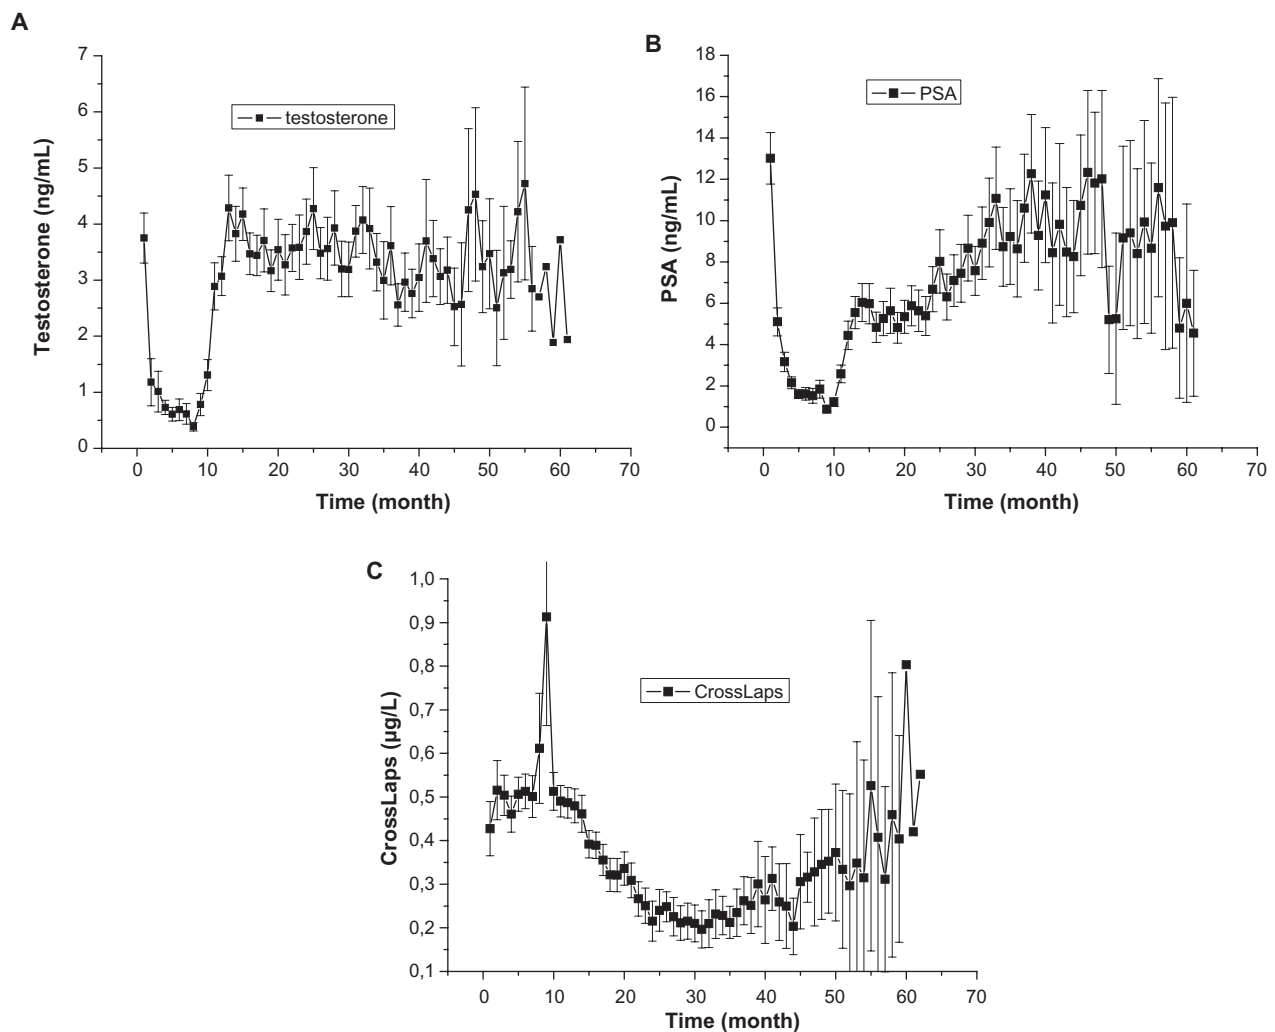 A
Testosterone (ng/mL)
7
6
5
4
3
2
1
0
testosterone
0 10 20 30 40 50 60 70
Time (month)
B
PSA (ng/mL)
18
16
14
12
10
8
6
4
2
0
PSA
0 10 20 30 40 50 60 70
Time (month)
C
CrossLaps (µg/L)
1,0
0,9
0,8
0,7
0,6
0,5
0,4
0,3
0,2
0,1
CrossLaps
0 10 20 30 40 50 60 70
Time (month)